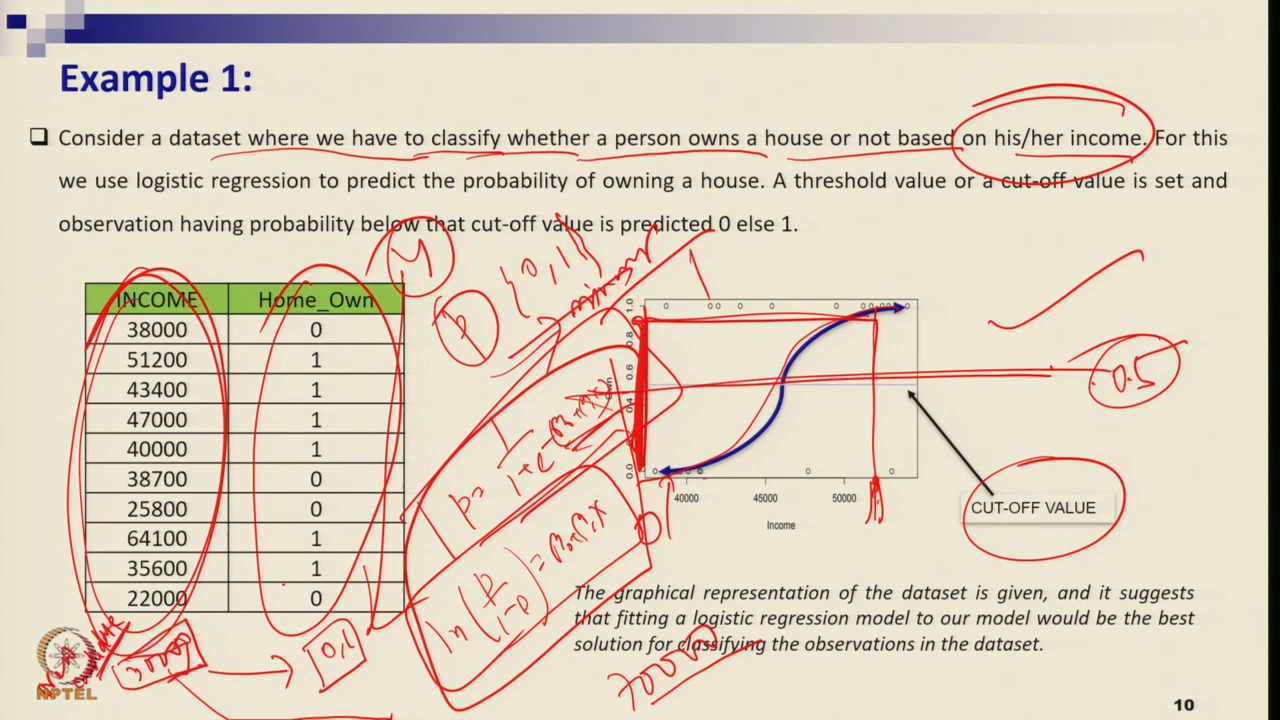 Example 1:
Consider a dataset where we have to classify whether a person owns a house or not based on his/her income. For this
we use logistic regression to predict the probability of owning a house. A threshold value or a cut-off value is set and
observation having probability below that cut-off value is predicted 0 else 1.
INCOME Home_Own
38000 0
51200 1
43400 1
47000 1
40000 1
38700 0
25800 0
64100 1
35600 1
22000 0
y
p
{0,1}
ln(p/1-p) = β0+β1x
0.0 0.2 0.4 0.6 0.8 1.0
40000 45000 50000
Income
0.5
CUT-OFF VALUE
The graphical representation of the dataset is given, and it suggests
that fitting a logistic regression model to our model would be the best
solution for classifying the observations in the dataset.
0,1
70000
NPTEL
10